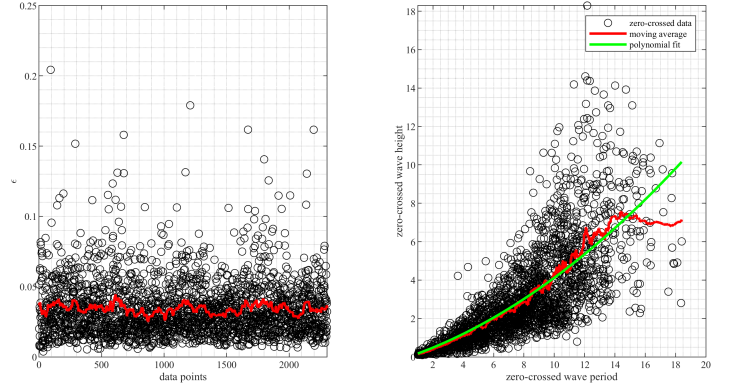 0.25
0.2
0.15
0.1
0.05
0
ϵ
0 500 1000 1500 2000
data points
18
16
14
12
10
8
6
4
2
0
zero-crossed wave height
2 4 6 8 10 12 14 16 18 20
zero-crossed wave period
zero-crossed data
moving average
polynomial fit